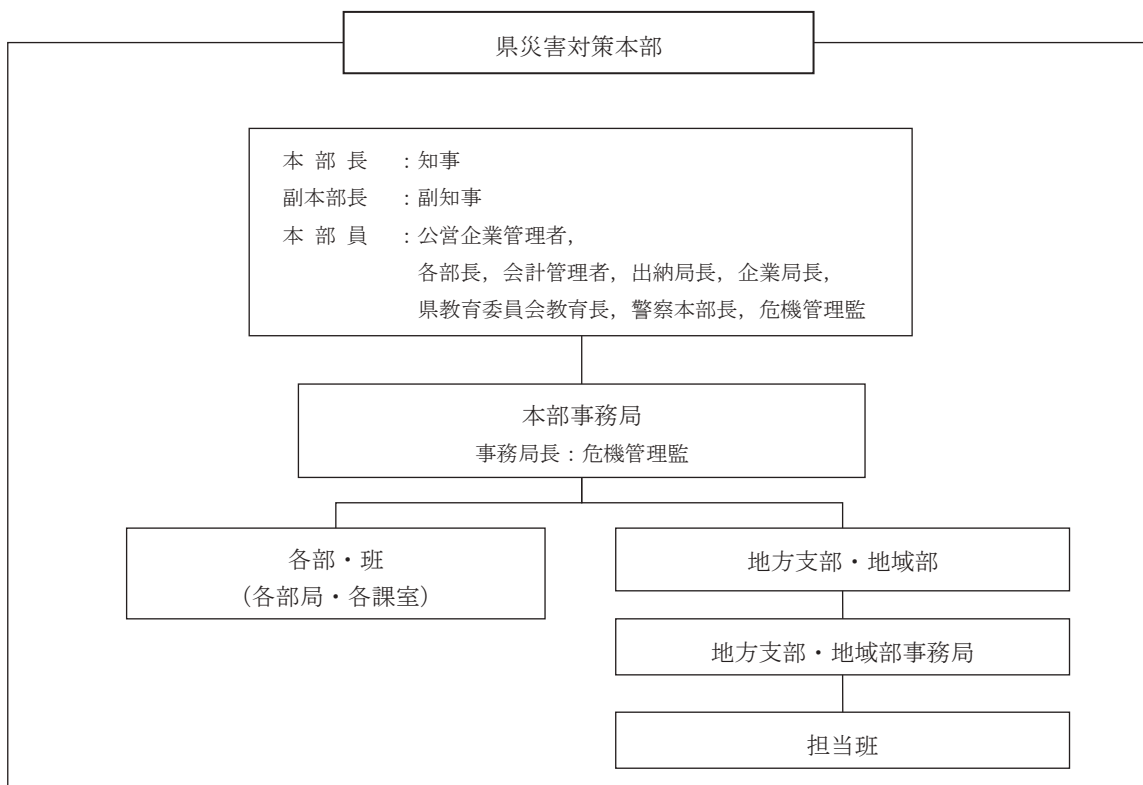 県災害対策本部
本部長：知事
副本部長：副知事
本部員：公営企業管理者，
各部長，会計管理者，出納局長，企業局長，
県教育委員会教育長，警察本部長，危機管理監
本部事務局
事務局長：危機管理監
各部・班
（各部局・各課室）
地方支部・地域部
地方支部・地域部事務局
担当班